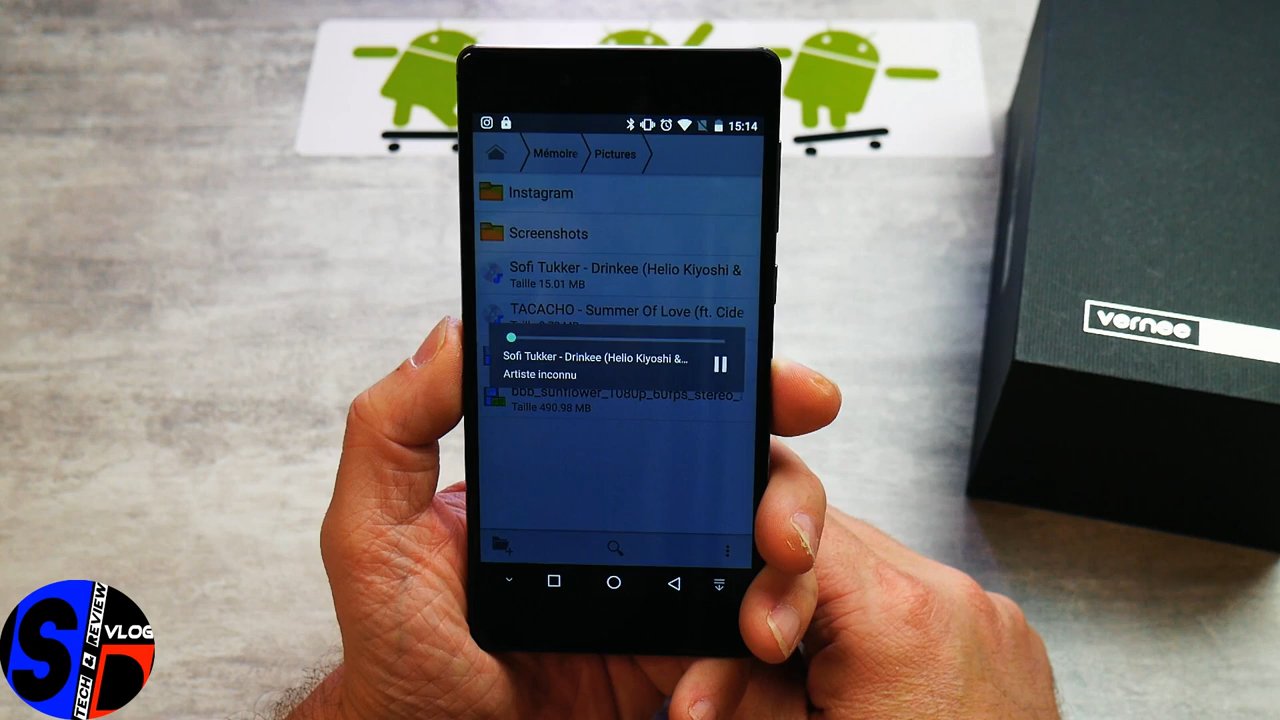 15:14
Mémoire
Pictures
Instagram
Screenshots
Sofi Tukker - Drinkee (Helio Kiyoshi &
Taille 15.01 MB
TACACHO - Summer Of Love (ft. Cide
Sofi Tukker - Drinkee (Helio Kiyoshi &...
Artiste inconnu
bbb_sunflower_1080p_60fps_stereo_
Taille 490.98 MB
vernee
SD
TECH & REVIEW
VLOG